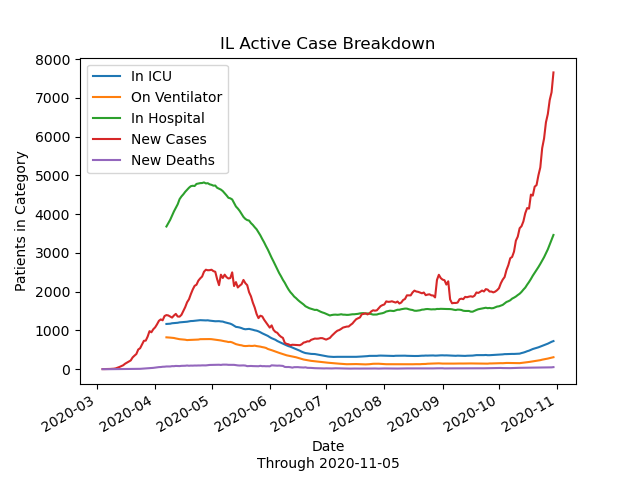 IL Active Case Breakdown
8000
7000
6000
5000
4000
3000
2000
1000
0
Patients in Category
In ICU
On Ventilator
In Hospital
New Cases
New Deaths
2020-03
2020-04
2020-05
2020-06
2020-07
2020-08
2020-09
2020-10
2020-11
Date
Through 2020-11-05